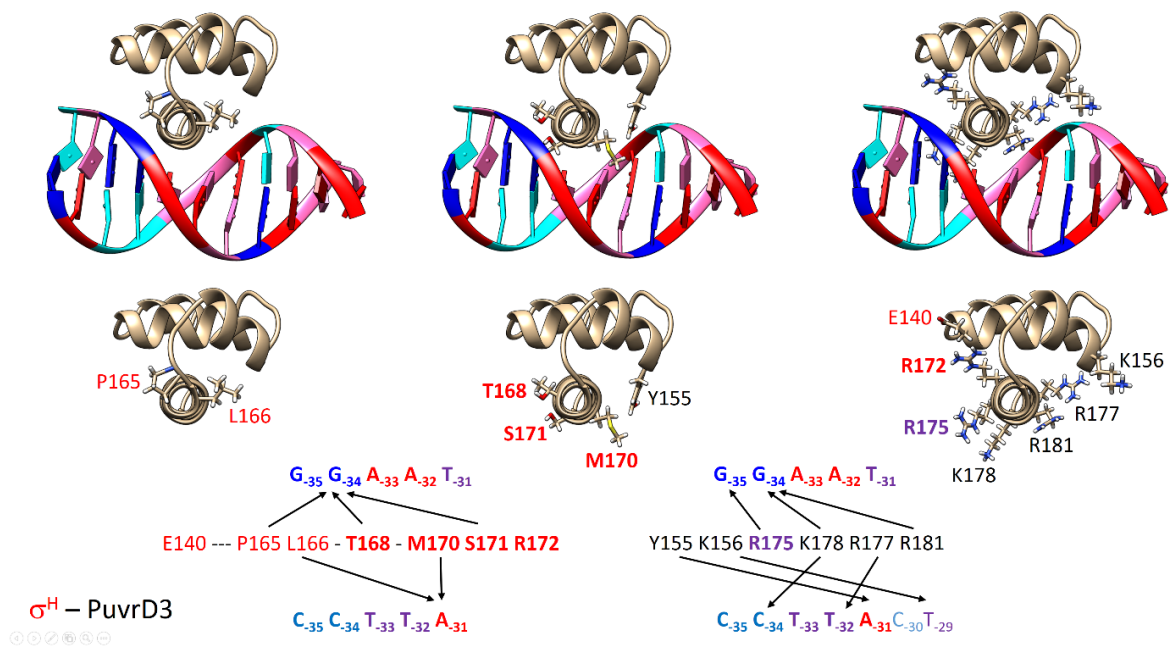 E140
P165
L166
T168
S171
M170
Y155
R172
K156
R175
R177
R181
K178
G-35 G-34 A-33 A-32 T-31
G-35 G-34 A-33 A-32 T-31
E140 --- P165 L166 - T168 - M170 S171 R172
Y155 K156 R175 K178 R177 R181
C-35 C-34 T-33 T-32 A-31
C-35 C-34 T-33 T-32 A-31 C-30 T-29
σH – PuvrD3